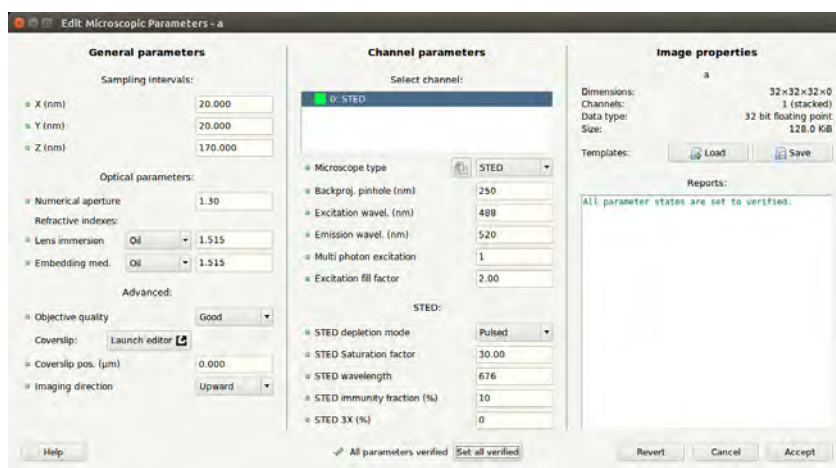 Edit Microscopic Parameters - a
General parameters
Sampling intervals:
X (nm) 20.000
Y (nm) 20.000
Z (nm) 170.000
Optical parameters:
Numerical aperture 1.30
Refractive indexes:
Lens immersion Oil 1.515
Embedding med. Oil 1.515
Advanced:
Objective quality Good
Coverslip: Launch editor
Coverslip pos. (µm) 0.000
Imaging direction Upward
Channel parameters
Select channel:
0: STED
Microscope type STED
Backproj. pinhole (nm) 250
Excitation wavel. (nm) 488
Emission wavel. (nm) 520
Multi photon excitation 1
Excitation fill factor 2.00
STED:
STED depletion mode Pulsed
STED Saturation factor 30.00
STED wavelength 676
STED immunity fraction (%) 10
STED 3X (%) 0
Image properties
a
Dimensions: 32×32×32×0
Channels: 1 (stacked)
Data type: 32 bit floating point
Size: 128.0 KiB
Templates: Load Save
Reports:
All parameter states are set to verified.
Help All parameters verified Set all verified Revert Cancel Accept